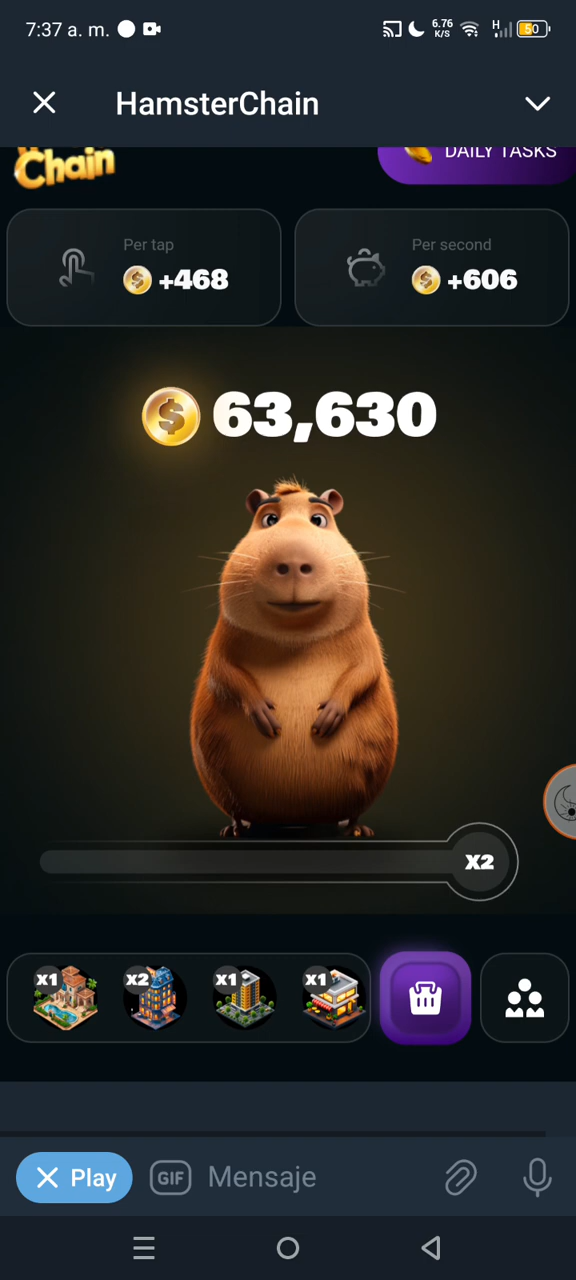 7:37 a. m.
6.76
K/S
H
50
HamsterChain
Chain
DAILY TASKS
Per tap
+468
Per second
+606
63,630
X2
X1
X2
X1
X1
Play
GIF
Mensaje